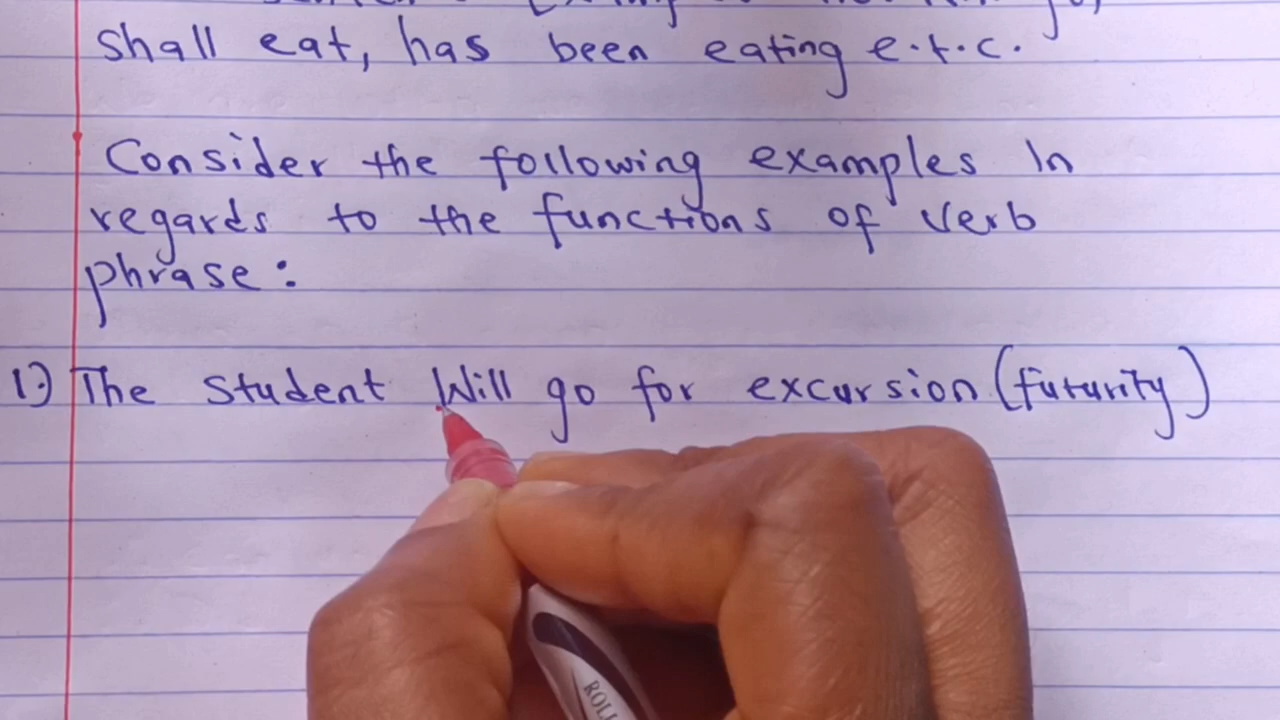 shall eat, has been eating e.t.c.
Consider the following examples In
regards to the functions of verb
phrase:
1.) The Student Will go for excursion (futurity)
ROLL